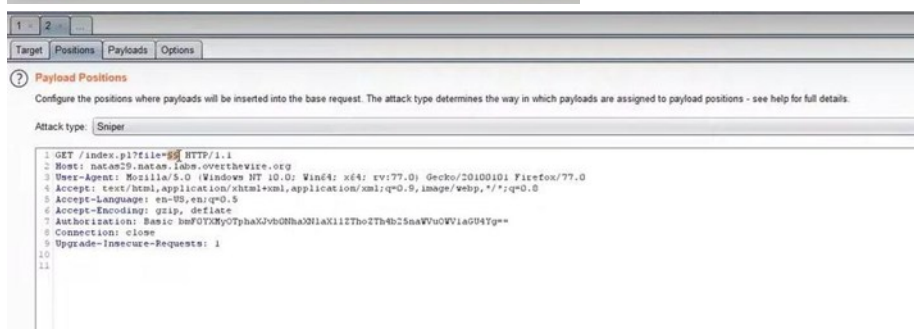 1 × 2 × ...
Target Positions Payloads Options
? Payload Positions
Configure the positions where payloads will be inserted into the base request. The attack type determines the way in which payloads are assigned to payload positions - see help for full details.
Attack type: Sniper
1 GET /index.pl?file=§§ HTTP/1.1
2 Host: natas29.natas.labs.overthewire.org
3 User-Agent: Mozilla/5.0 (Windows NT 10.0; Win64; x64; rv:77.0) Gecko/20100101 Firefox/77.0
4 Accept: text/html,application/xhtml+xml,application/xml;q=0.9,image/webp,*/*;q=0.8
5 Accept-Language: en-US,en;q=0.5
6 Accept-Encoding: gzip, deflate
7 Authorization: Basic
8 Connection: close
9 Upgrade-Insecure-Requests: 1
10
11